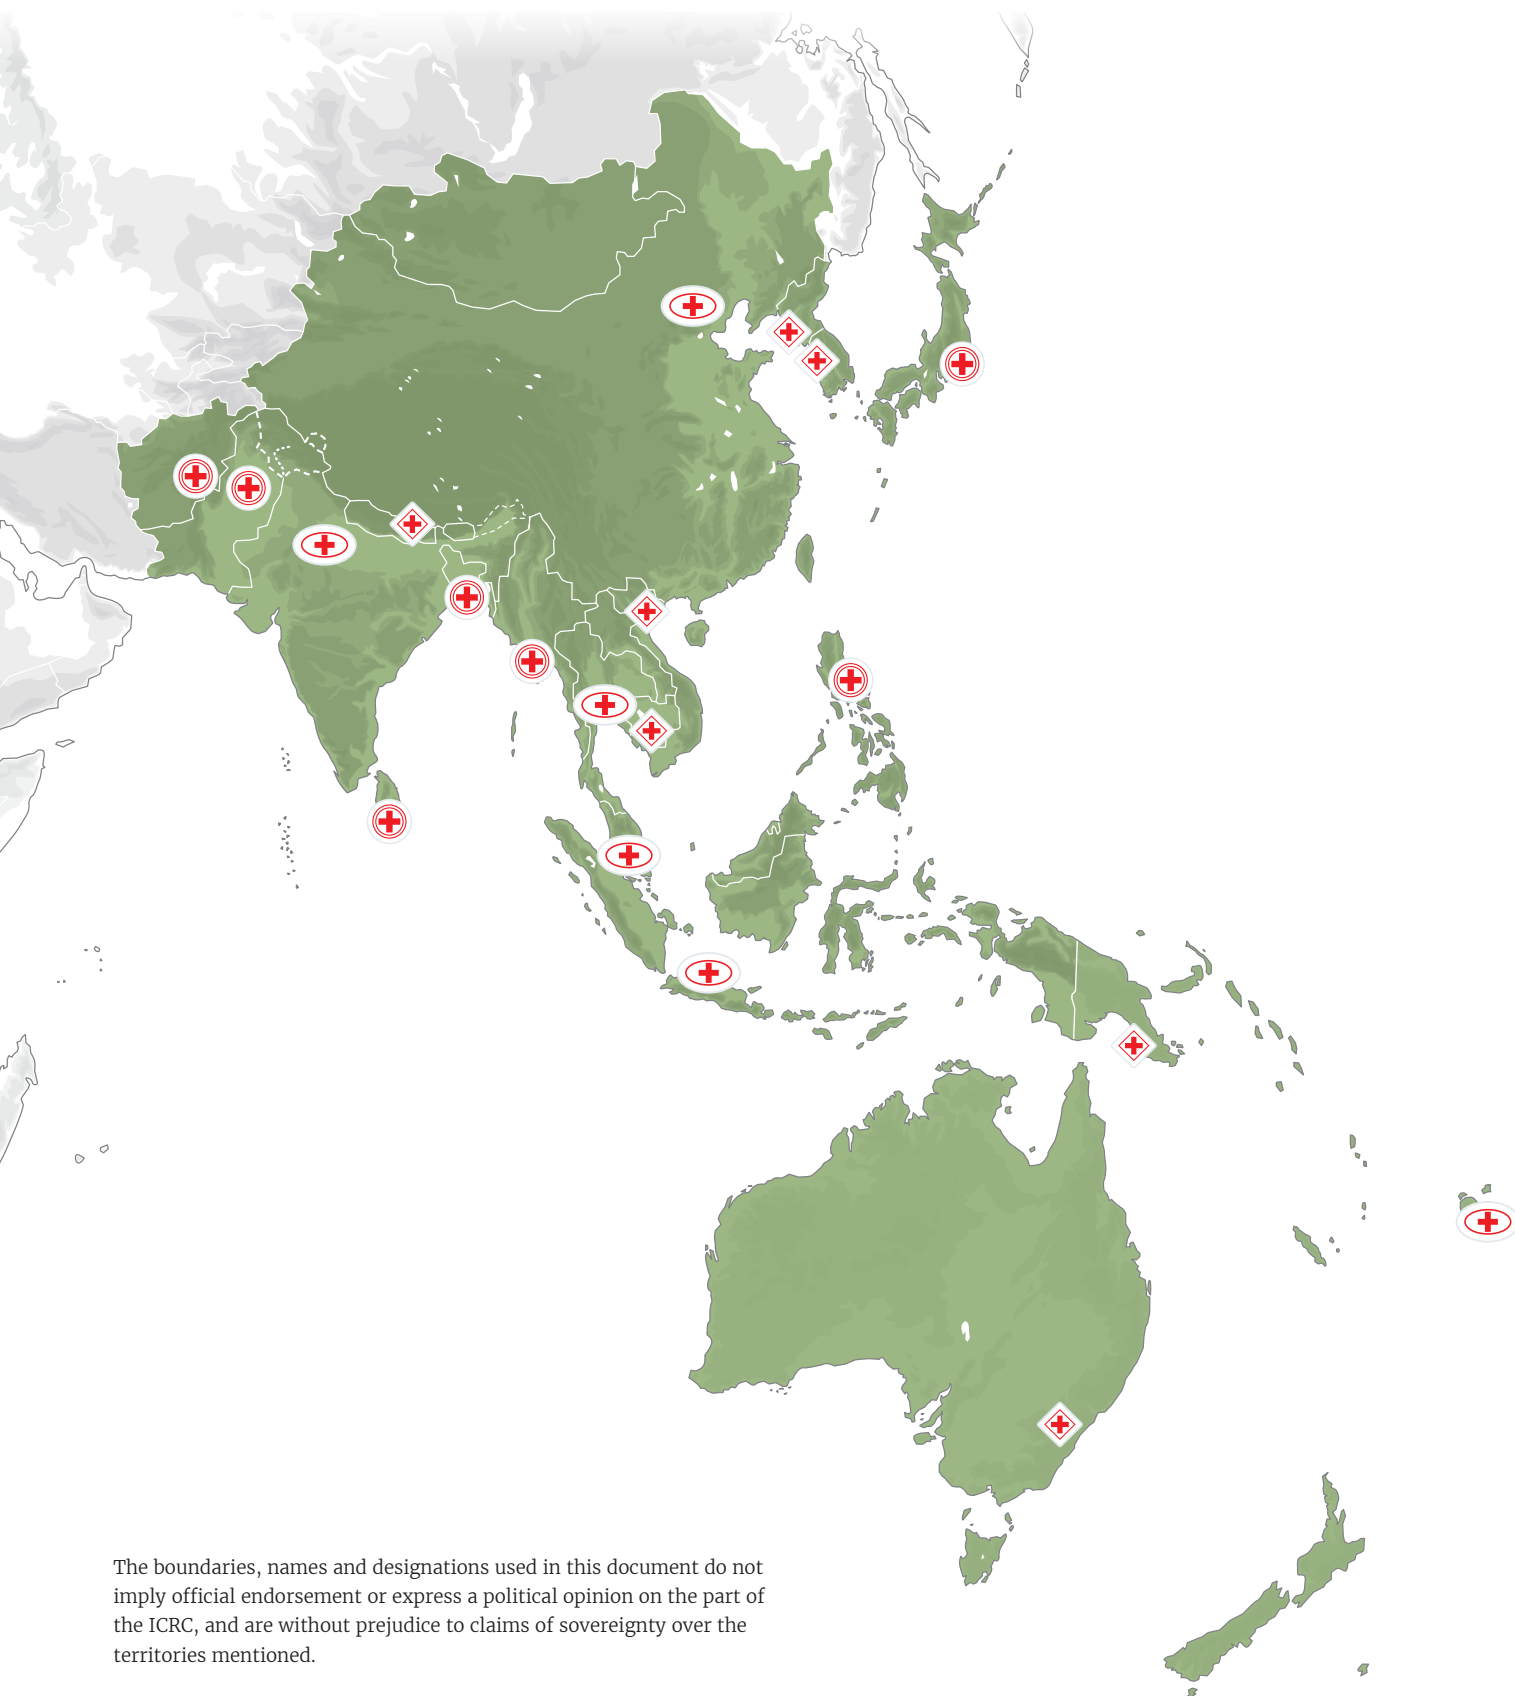 The boundaries, names and designations used in this document do not
imply official endorsement or express a political opinion on the part of
the ICRC, and are without prejudice to claims of sovereignty over the
territories mentioned.